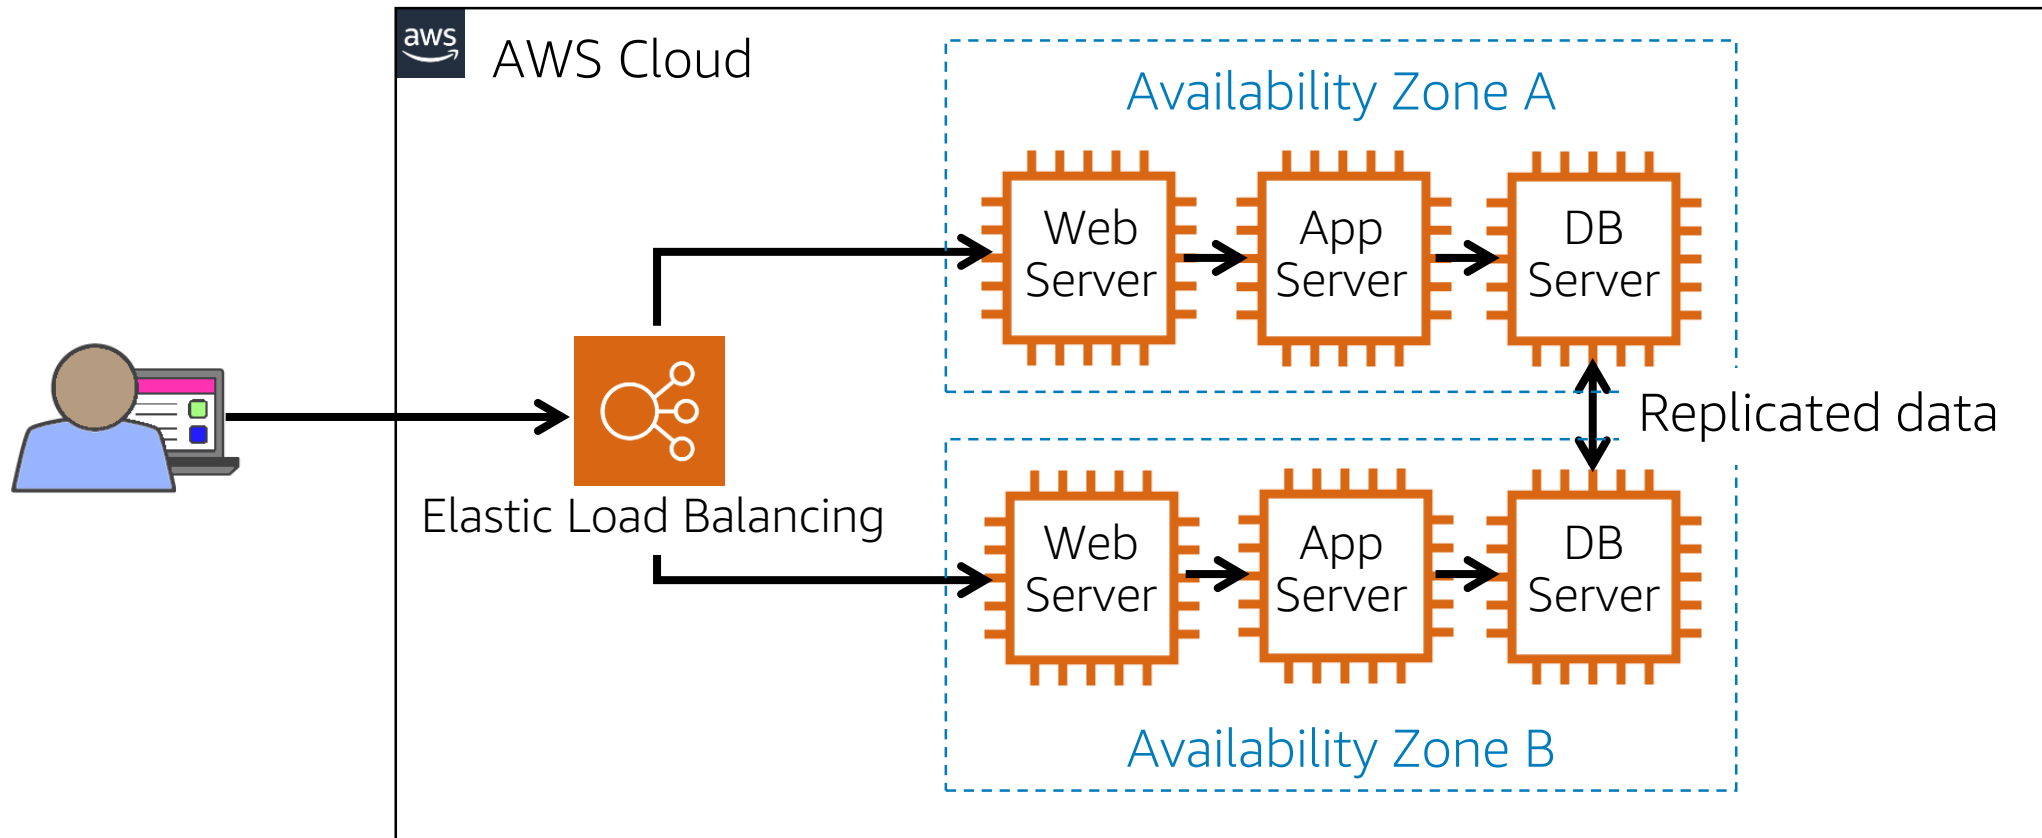 aws
AWS Cloud
Availability Zone A
Web
Server
App
Server
DB
Server
Replicated data
Elastic Load Balancing
Web
Server
App
Server
DB
Server
Availability Zone B